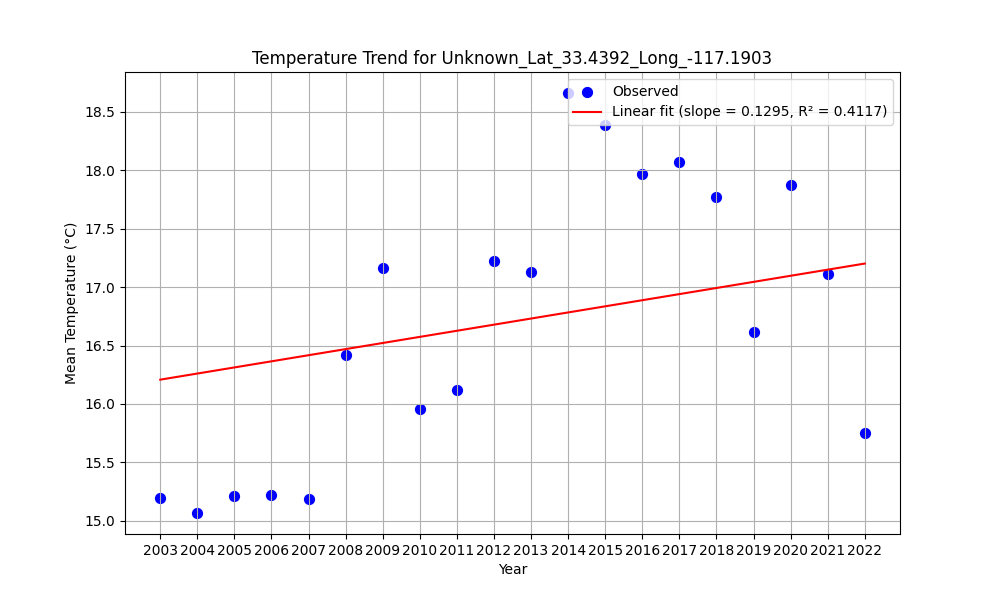 Temperature Trend for Unknown_Lat_33.4392_Long_-117.1903
Observed
Linear fit (slope = 0.1295, R² = 0.4117)
Mean Temperature (°C)
18.5
18.0
17.5
17.0
16.5
16.0
15.5
15.0
2003 2004 2005 2006 2007 2008 2009 2010 2011 2012 2013 2014 2015 2016 2017 2018 2019 2020 2021 2022
Year